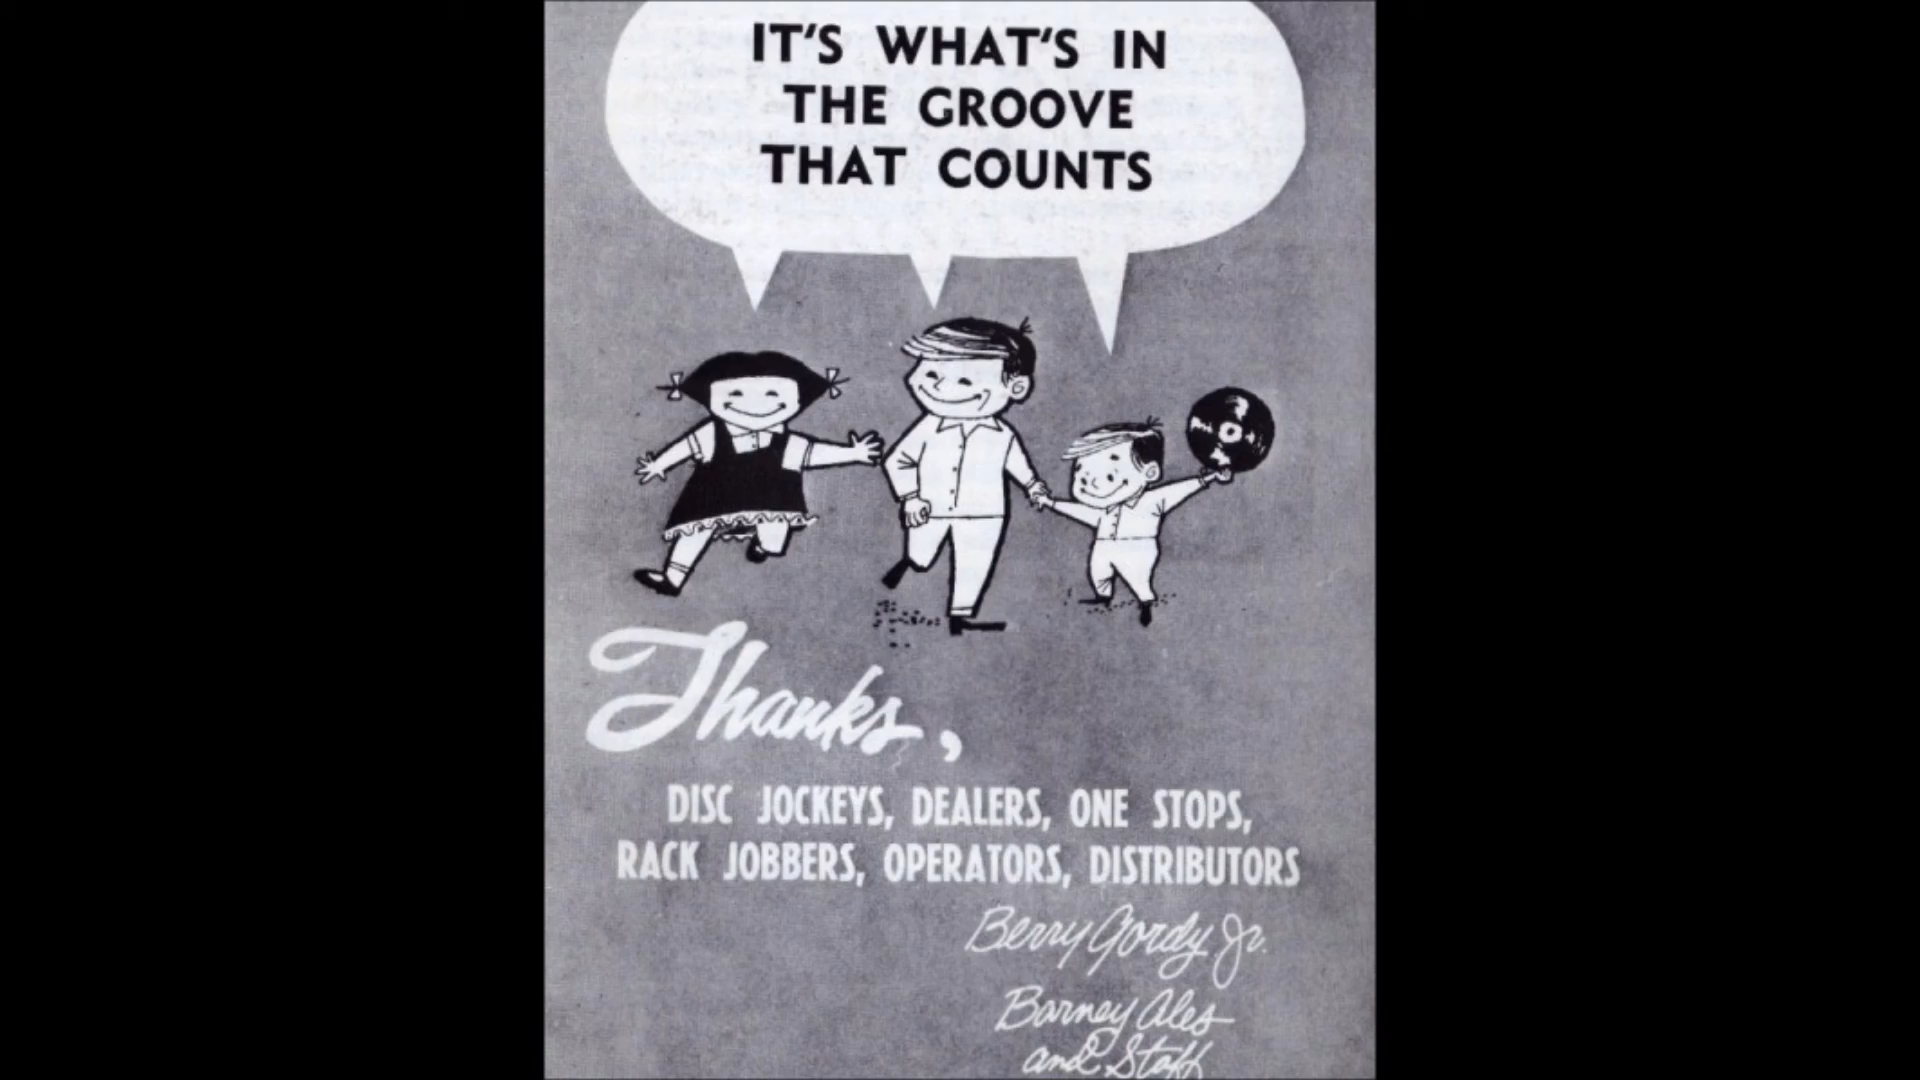 IT'S WHAT'S IN
THE GROOVE
THAT COUNTS
Thanks,
DISC JOCKEYS, DEALERS, ONE STOPS,
RACK JOBBERS, OPERATORS, DISTRIBUTORS
Berry Gordy Jr.
Barney Ales
and Staff